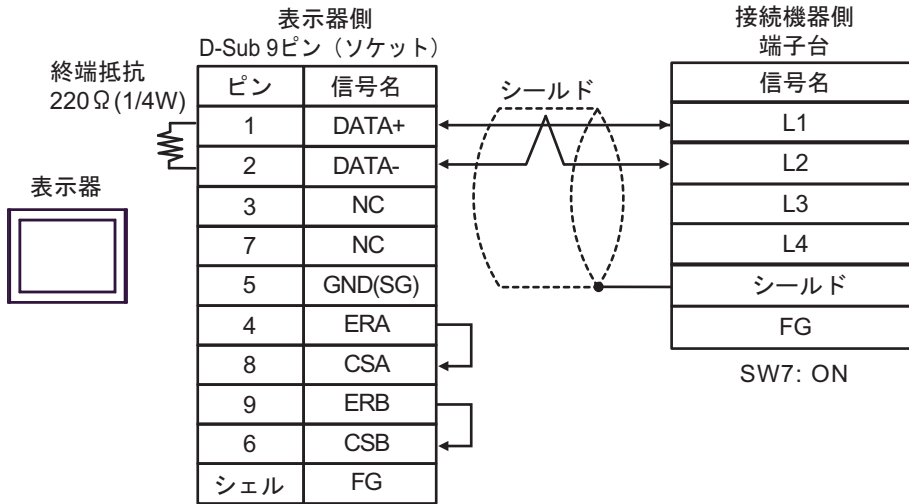 表示器側
D-Sub 9ピン（ソケット）
終端抵抗
220Ω(1/4W)
表示器
ピン 信号名
1 DATA+
2 DATA-
3 NC
7 NC
5 GND(SG)
4 ERA
8 CSA
9 ERB
6 CSB
シェル FG
シールド
接続機器側
端子台
信号名
L1
L2
L3
L4
シールド
FG
SW7: ON